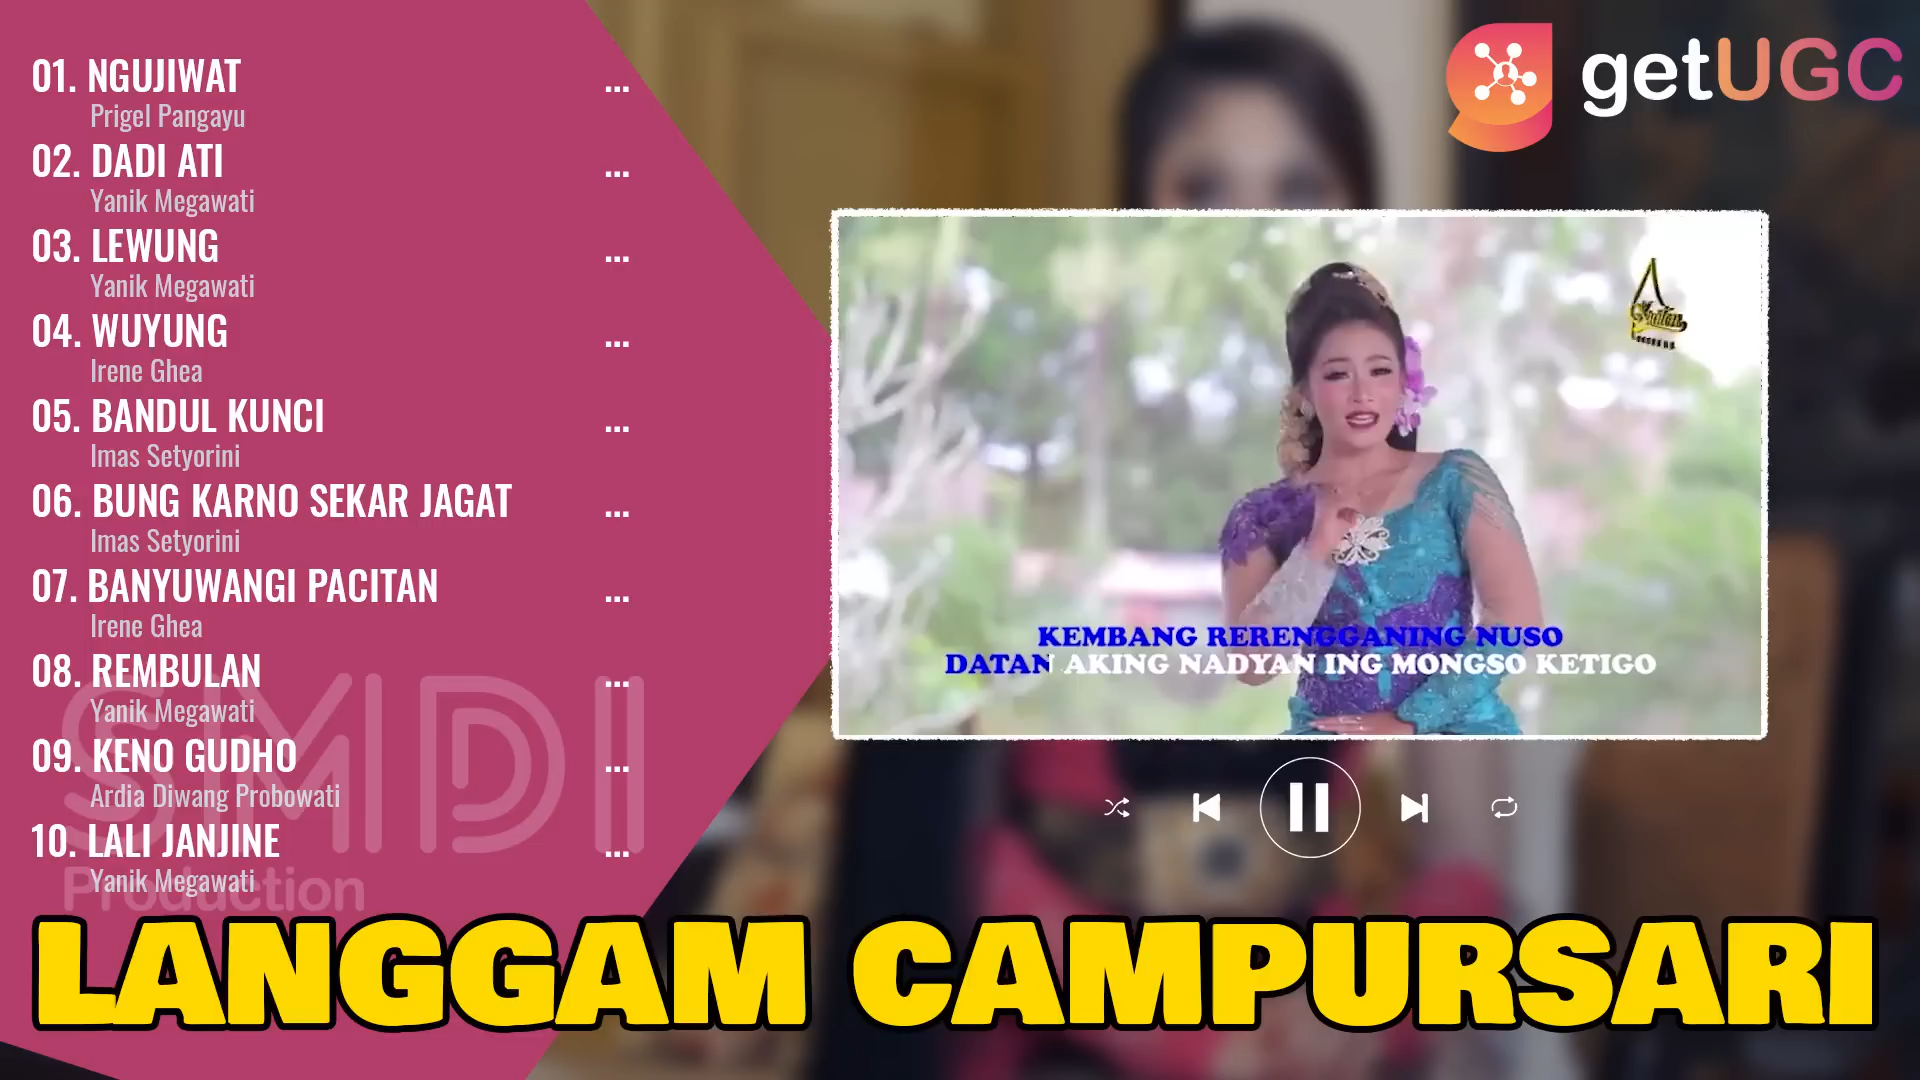 01. NGUJIWAT ...
Prigel Pangayu
02. DADI ATI ...
Yanik Megawati
03. LEWUNG ...
Yanik Megawati
04. WUYUNG ...
Irene Ghea
05. BANDUL KUNCI ...
Imas Setyorini
06. BUNG KARNO SEKAR JAGAT ...
Imas Setyorini
07. BANYUWANGI PACITAN ...
Irene Ghea
08. REMBULAN ...
Yanik Megawati
09. KENO GUDHO ...
Ardia Diwang Probowati
10. LALI JANJINE ...
Yanik Megawati
SMDI
Production
getUGC
KEMBANG RERENGGANING NUSO
DATAN AKING NADYAN ING MONGSO KETIGO
LANGGAM CAMPURSARI